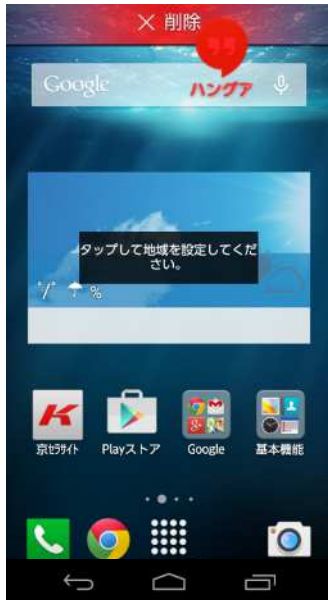 × 削除
Google
ハングア
タップして地域を設定してくだ
さい。
-/- %
京セラサイト
Playストア
Google
基本機能